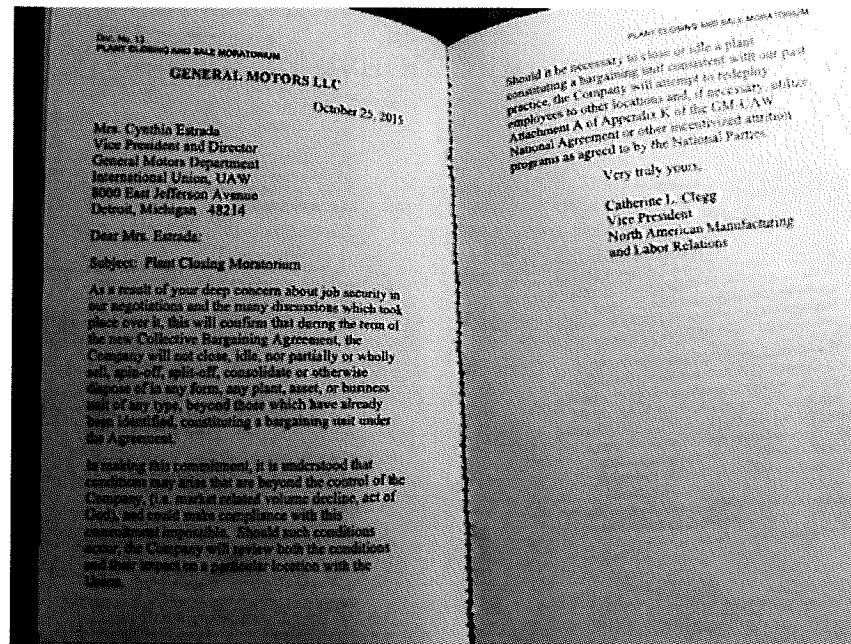 Doc. No. 13
PLANT CLOSING AND SALE MORATORIUM
GENERAL MOTORS LLC
October 25, 2015
Mrs. Cynthia Estrada
Vice President and Director
General Motors Department
International Union, UAW
8000 East Jefferson Avenue
Detroit, Michigan 48214
Dear Mrs. Estrada:
Subject: Plant Closing Moratorium
As a result of your deep concern about job security in
our negotiations and the many discussions which took
place over it, this will confirm that during the term of
the new Collective Bargaining Agreement, the
Company will not close, idle, nor partially or wholly
sell, spin-off, split-off, consolidate or otherwise
dispose of in any form, any plant, asset, or business
unit of any type, beyond those which have already
been identified, constituting a bargaining unit under
the Agreement.
In making this commitment, it is understood that
conditions may arise that are beyond the control of the
Company, (i.e. market related volume decline, act of
God), and could make compliance with this
commitment impossible. Should such conditions
occur, the Company will review both the conditions
and their impact on a particular location with the
Union.
PLANT CLOSING AND SALE MORATORIUM
Should it be necessary to close or idle a plant
constituting a bargaining unit consistent with our past
practice, the Company will attempt to redeploy
employees to other locations and, if necessary, utilize
Attachment A of Appendix K of the GM-UAW
National Agreement or other incentivized attrition
programs as agreed to by the National Parties.
Very truly yours,
Catherine L. Clegg
Vice President
North American Manufacturing
and Labor Relations